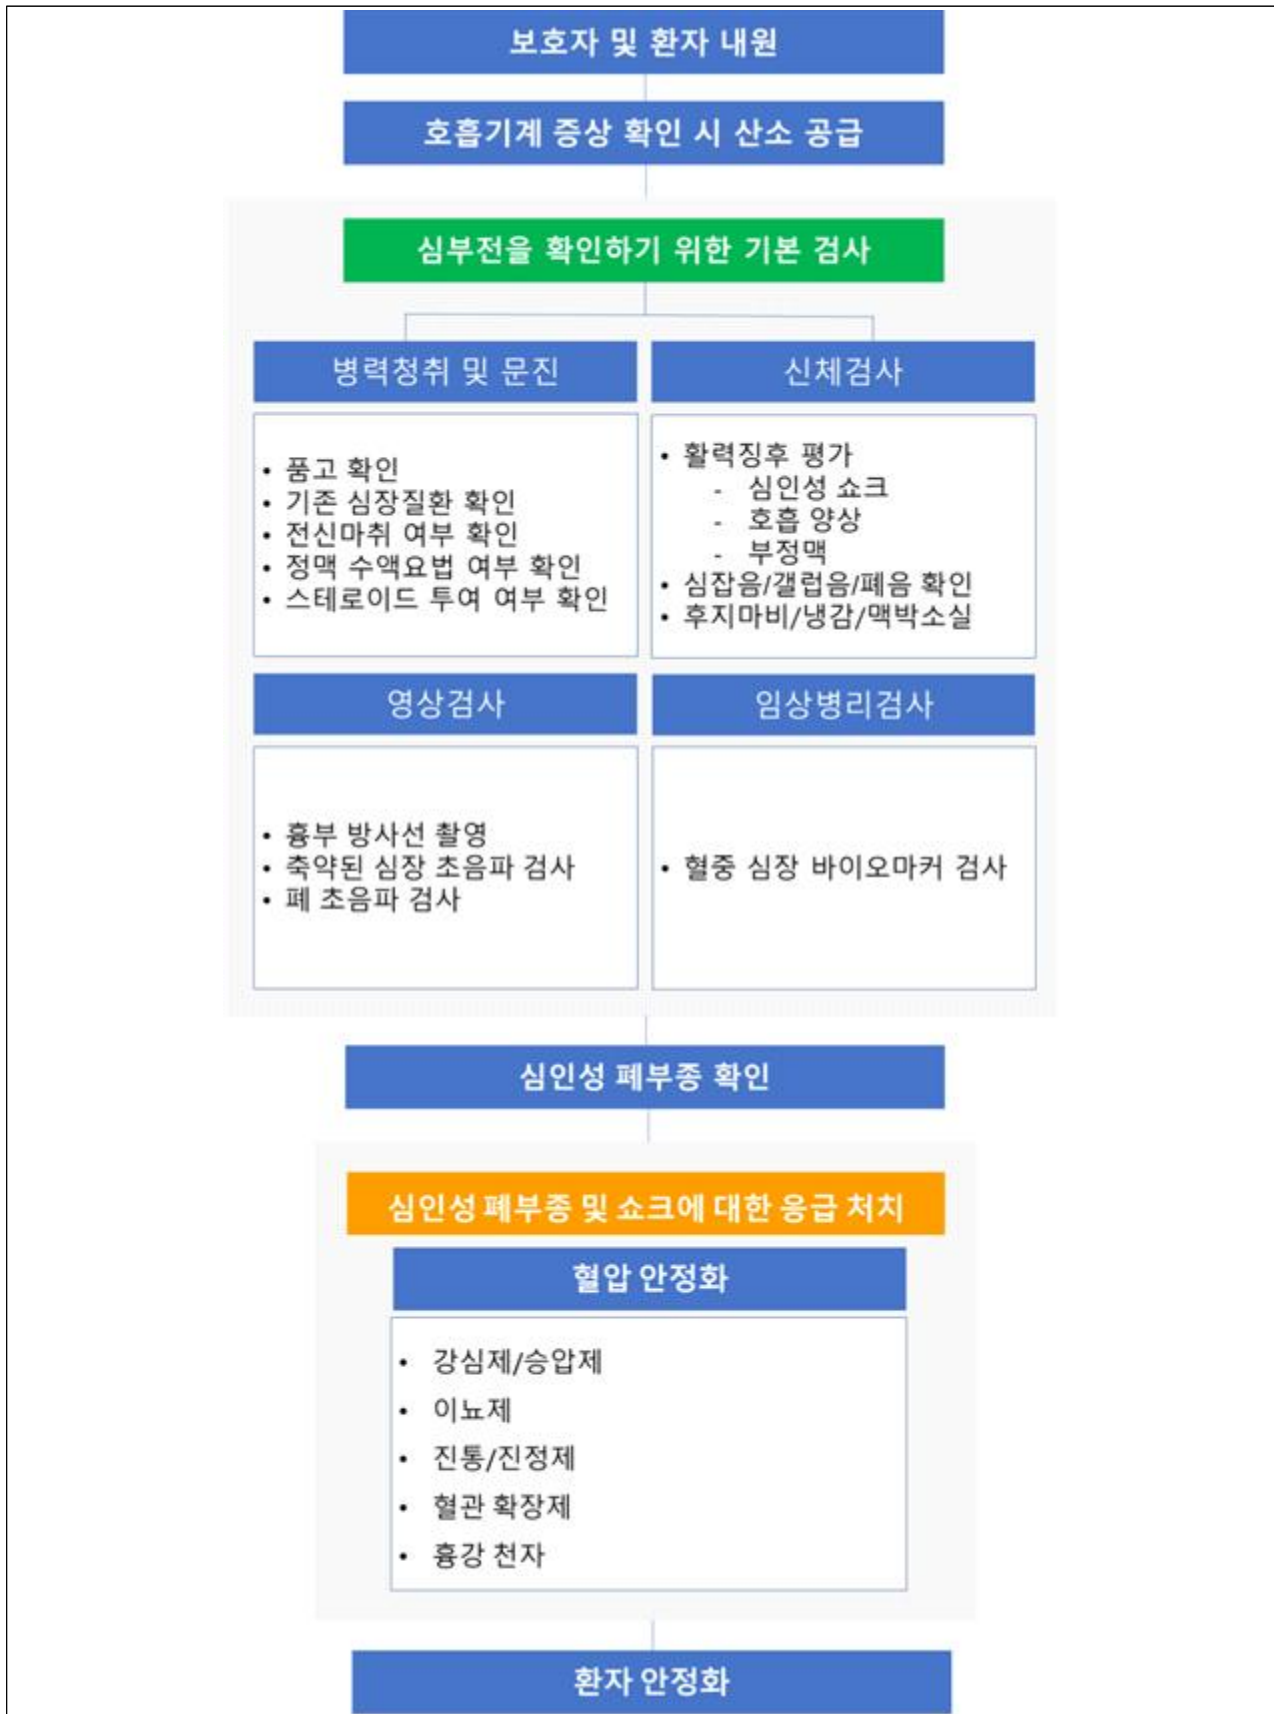 보호자 및 환자 내원
호흡기계 증상 확인 시 산소 공급
심부전을 확인하기 위한 기본 검사
병력청취 및 문진
• 품고 확인
• 기존 심장질환 확인
• 전신마취 여부 확인
• 정맥 수액요법 여부 확인
• 스테로이드 투여 여부 확인
신체검사
• 활력징후 평가
- 심인성 쇼크
- 호흡 양상
- 부정맥
• 심잡음/갤럽음/폐음 확인
• 후지마비/냉감/맥박소실
영상검사
• 흉부 방사선 촬영
• 축약된 심장 초음파 검사
• 폐 초음파 검사
임상병리검사
• 혈중 심장 바이오마커 검사
심인성 폐부종 확인
심인성 폐부종 및 쇼크에 대한 응급 처치
혈압 안정화
• 강심제/승압제
• 이뇨제
• 진통/진정제
• 혈관 확장제
• 흉강 천자
환자 안정화